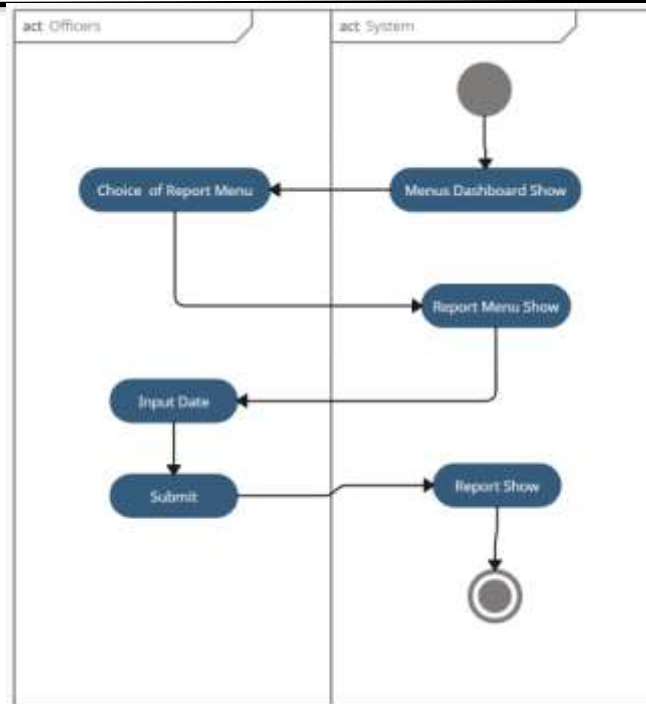 act Officers
act System
Menus Dashboard Show
Choice of Report Menu
Report Menu Show
Input Date
Submit
Report Show